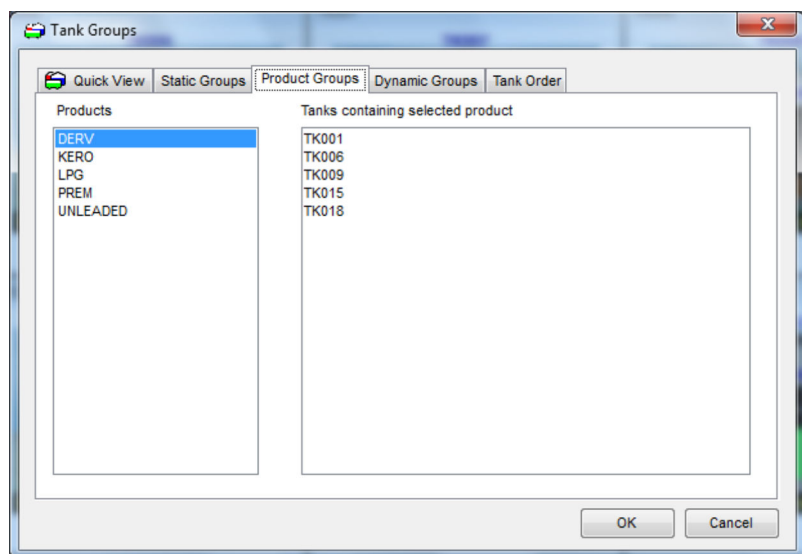 Tank Groups
Quick View
Static Groups
Product Groups
Dynamic Groups
Tank Order
Products
Tanks containing selected product
DERV
KERO
LPG
PREM
UNLEADED
TK001
TK006
TK009
TK015
TK018
OK
Cancel